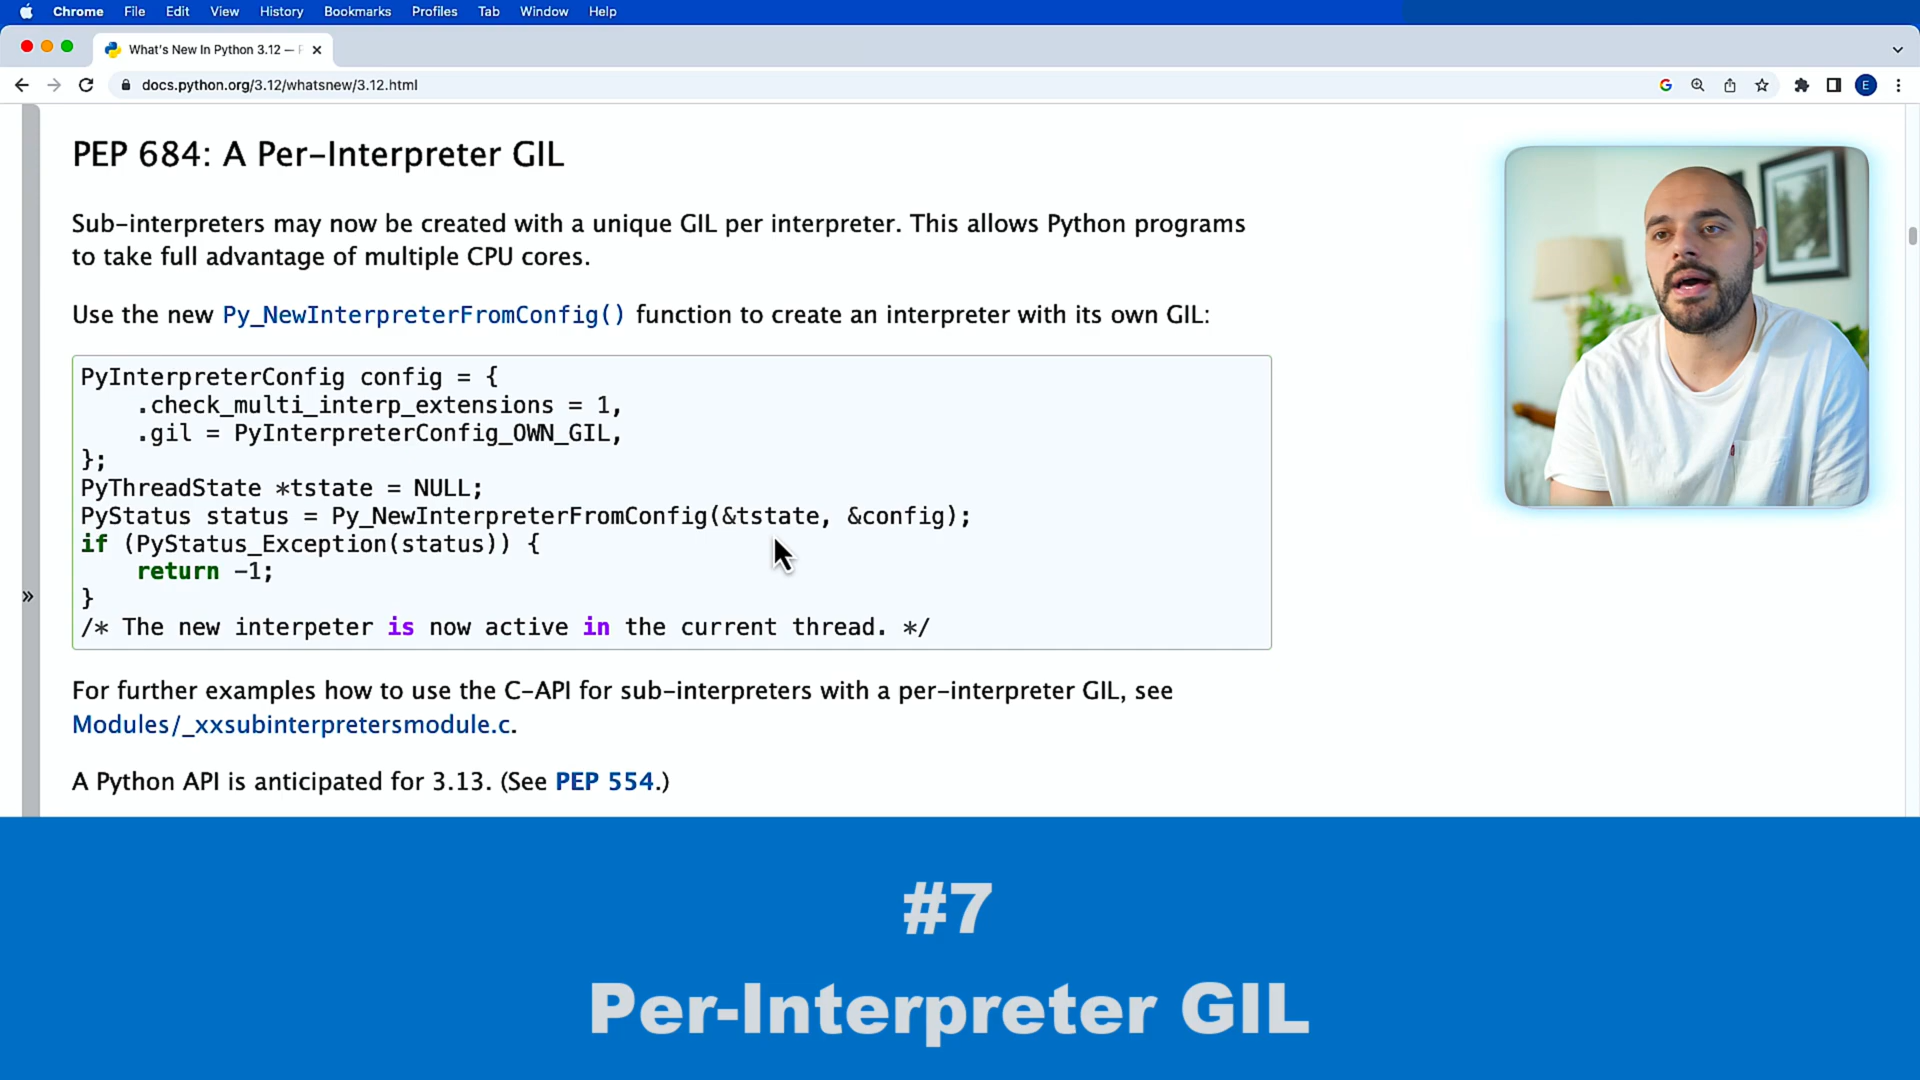 Chrome File Edit View History Bookmarks Profiles Tab Window Help
What's New In Python 3.12 —
docs.python.org/3.12/whatsnew/3.12.html
G E
PEP 684: A Per-Interpreter GIL
Sub-interpreters may now be created with a unique GIL per interpreter. This allows Python programs
to take full advantage of multiple CPU cores.
Use the new Py_NewInterpreterFromConfig() function to create an interpreter with its own GIL:
PyInterpreterConfig config = {
    .check_multi_interp_extensions = 1,
    .gil = PyInterpreterConfig_OWN_GIL,
};
PyThreadState *tstate = NULL;
PyStatus status = Py_NewInterpreterFromConfig(&tstate, &config);
if (PyStatus_Exception(status)) {
    return -1;
}
/* The new interpeter is now active in the current thread. */
»
For further examples how to use the C-API for sub-interpreters with a per-interpreter GIL, see
Modules/_xxsubinterpretersmodule.c.
A Python API is anticipated for 3.13. (See PEP 554.)
#7
Per-Interpreter GIL